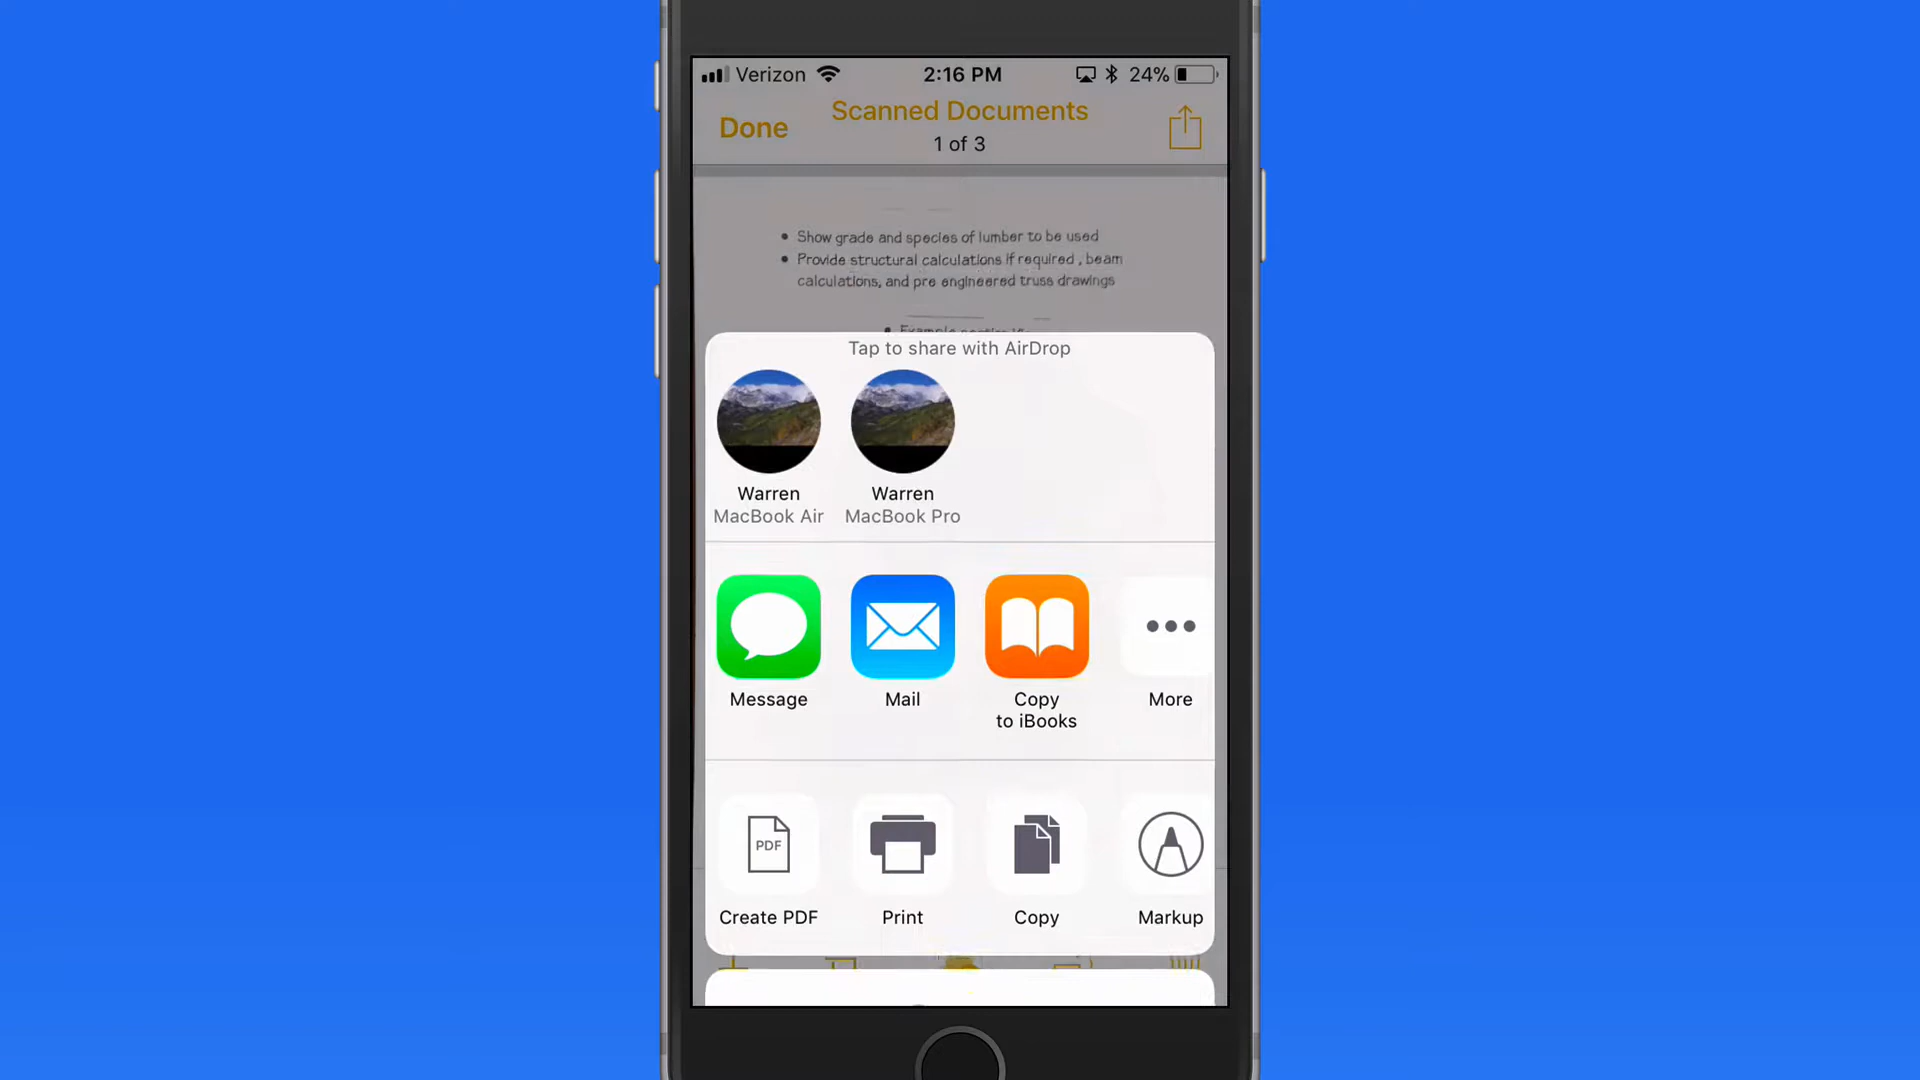 Verizon 2:16 PM 24%
Done Scanned Documents
1 of 3
• Show grade and species of lumber to be used
• Provide structural calculations if required, beam
calculations, and pre engineered truss drawings
• Example
Tap to share with AirDrop
Warren Warren
MacBook Air MacBook Pro
Message Mail Copy More
to iBooks
PDF
Create PDF Print Copy Markup